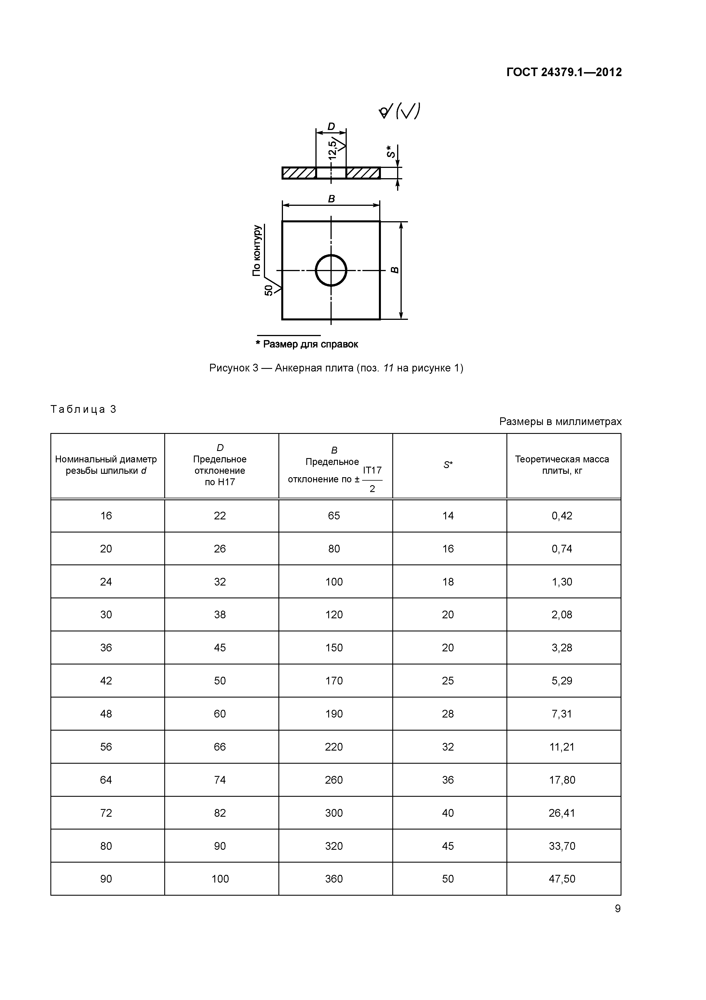 ГОСТ 24379.1—2012
D
12,5
S*
B
По контуру
50
B
* Размер для справок
Рисунок 3 — Анкерная плита (поз. 11 на рисунке 1)
Таблица 3
Размеры в миллиметрах
Номинальный диаметр резьбы шпильки d
D Предельное отклонение по H17
B Предельное отклонение по ± IT17 / 2
S*
Теоретическая масса плиты, кг
16 22 65 14 0,42
20 26 80 16 0,74
24 32 100 18 1,30
30 38 120 20 2,08
36 45 150 20 3,28
42 50 170 25 5,29
48 60 190 28 7,31
56 66 220 32 11,21
64 74 260 36 17,80
72 82 300 40 26,41
80 90 320 45 33,70
90 100 360 50 47,50
9